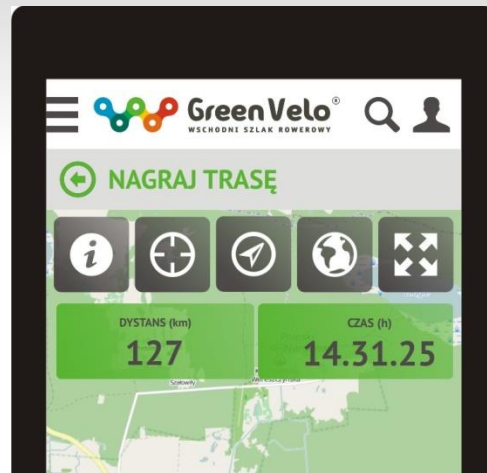 GreenVelo®
WSCHODNI SZLAK ROWEROWY
NAGRAJ TRASĘ
i
DYSTANS (km)
127
CZAS (h)
14.31.25